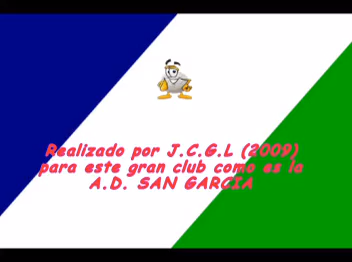 Realizado por J.C.G.L (2009)
para este gran club como es la
A.D. SAN GARCIA